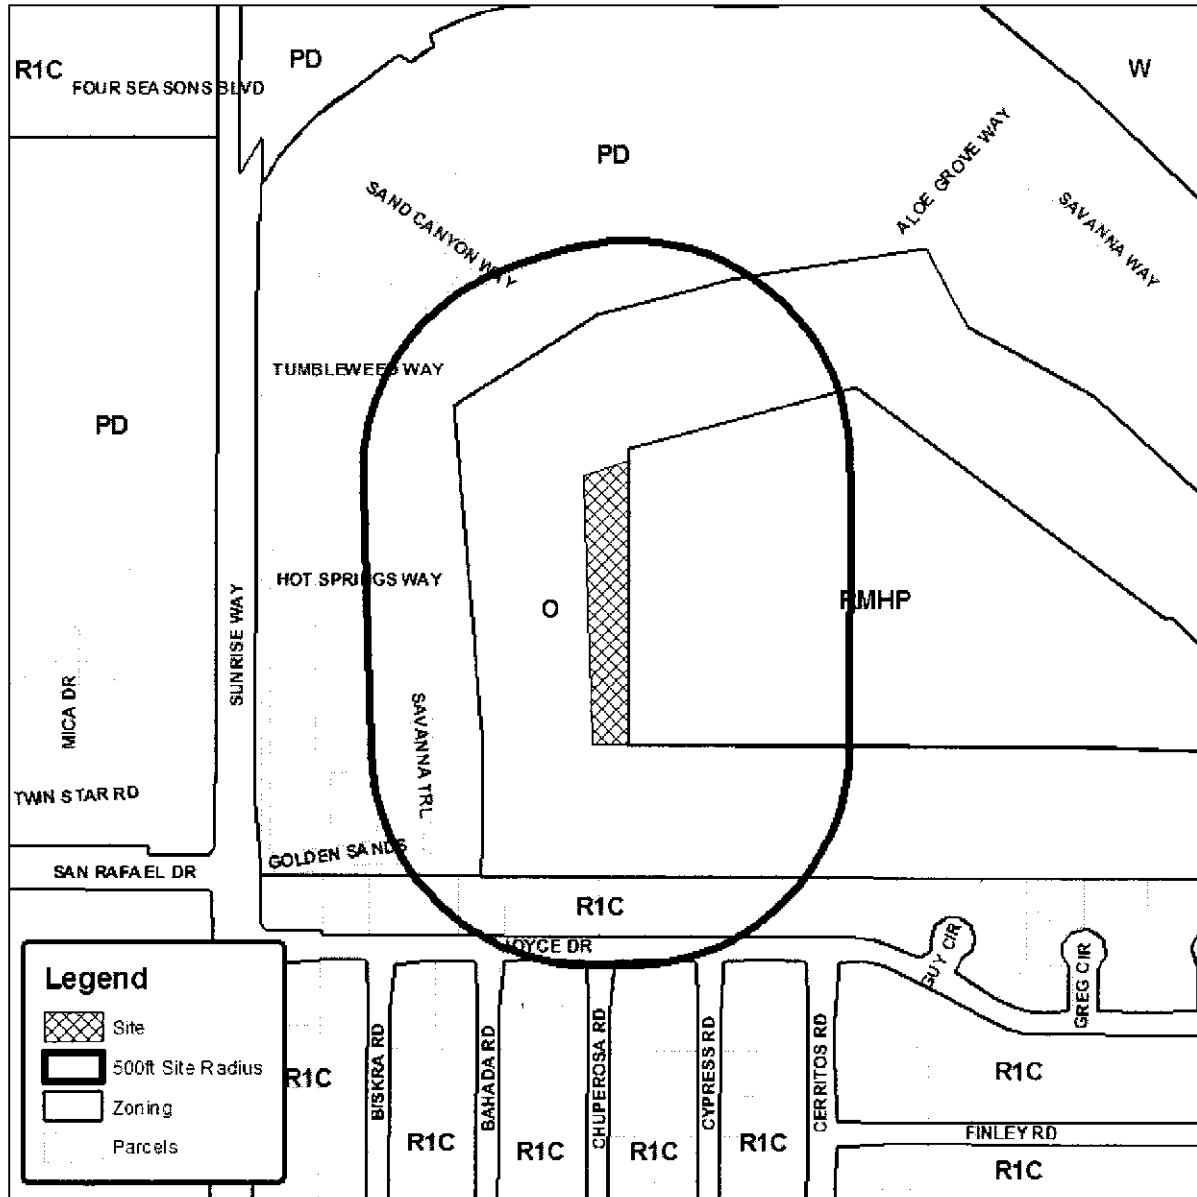 PD
W
R1C
FOUR SEASONS BLVD
PD
ALOE GROVE WAY
SAND CANYON WAY
SAVANNA WAY
TUMBLEWEED WAY
PD
HOT SPRINGS WAY
O
RMHP
SUNRISE WAY
MICA DR
SAVANNA TRL
TWIN STAR RD
GOLDEN SANDS
SAN RAFAEL DR
R1C
JOYCE DR
GUY CIR
GREG CIR
Legend
Site
500ft Site Radius
Zoning
Parcels
R1C
BISKRA RD
BAHADA RD
CHUPEROSA RD
CYPRESS RD
CERRITOS RD
R1C
FINLEY RD
R1C
R1C
R1C
R1C
R1C